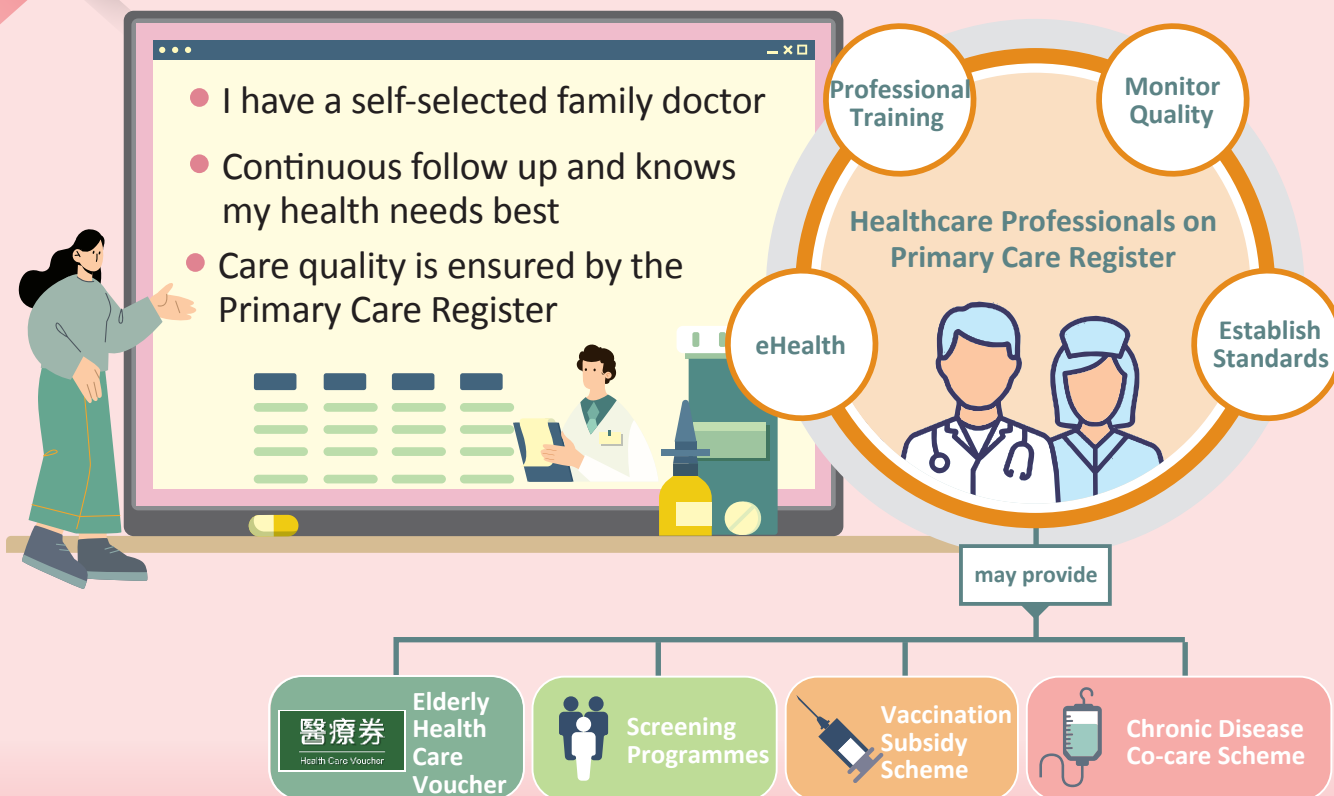 I have a self-selected family doctor
Continuous follow up and knows
my health needs best
Care quality is ensured by the
Primary Care Register
Professional
Training
Monitor
Quality
Healthcare Professionals on
Primary Care Register
eHealth
Establish
Standards
may provide
醫療券
Health Care Voucher
Elderly
Health
Care
Voucher
Screening
Programmes
Vaccination
Subsidy
Scheme
Chronic Disease
Co-care Scheme